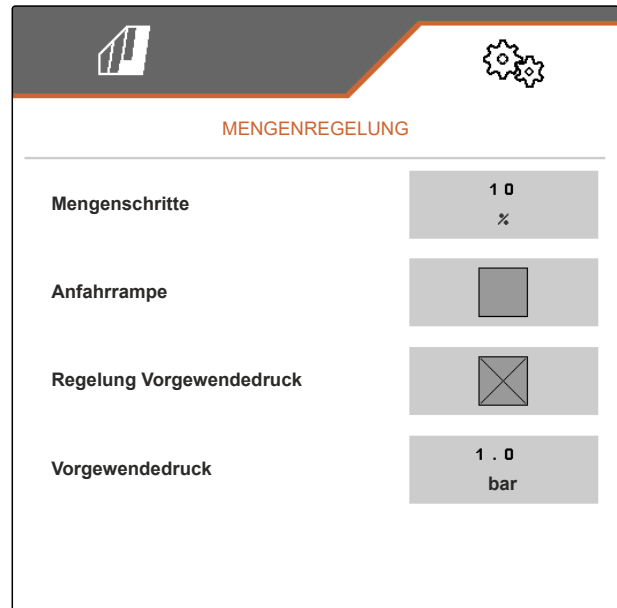 MENGENREGELUNG
Mengenschritte
10
%
Anfahrrampe
Regelung Vorgewendedruck
Vorgewendedruck
1.0
bar